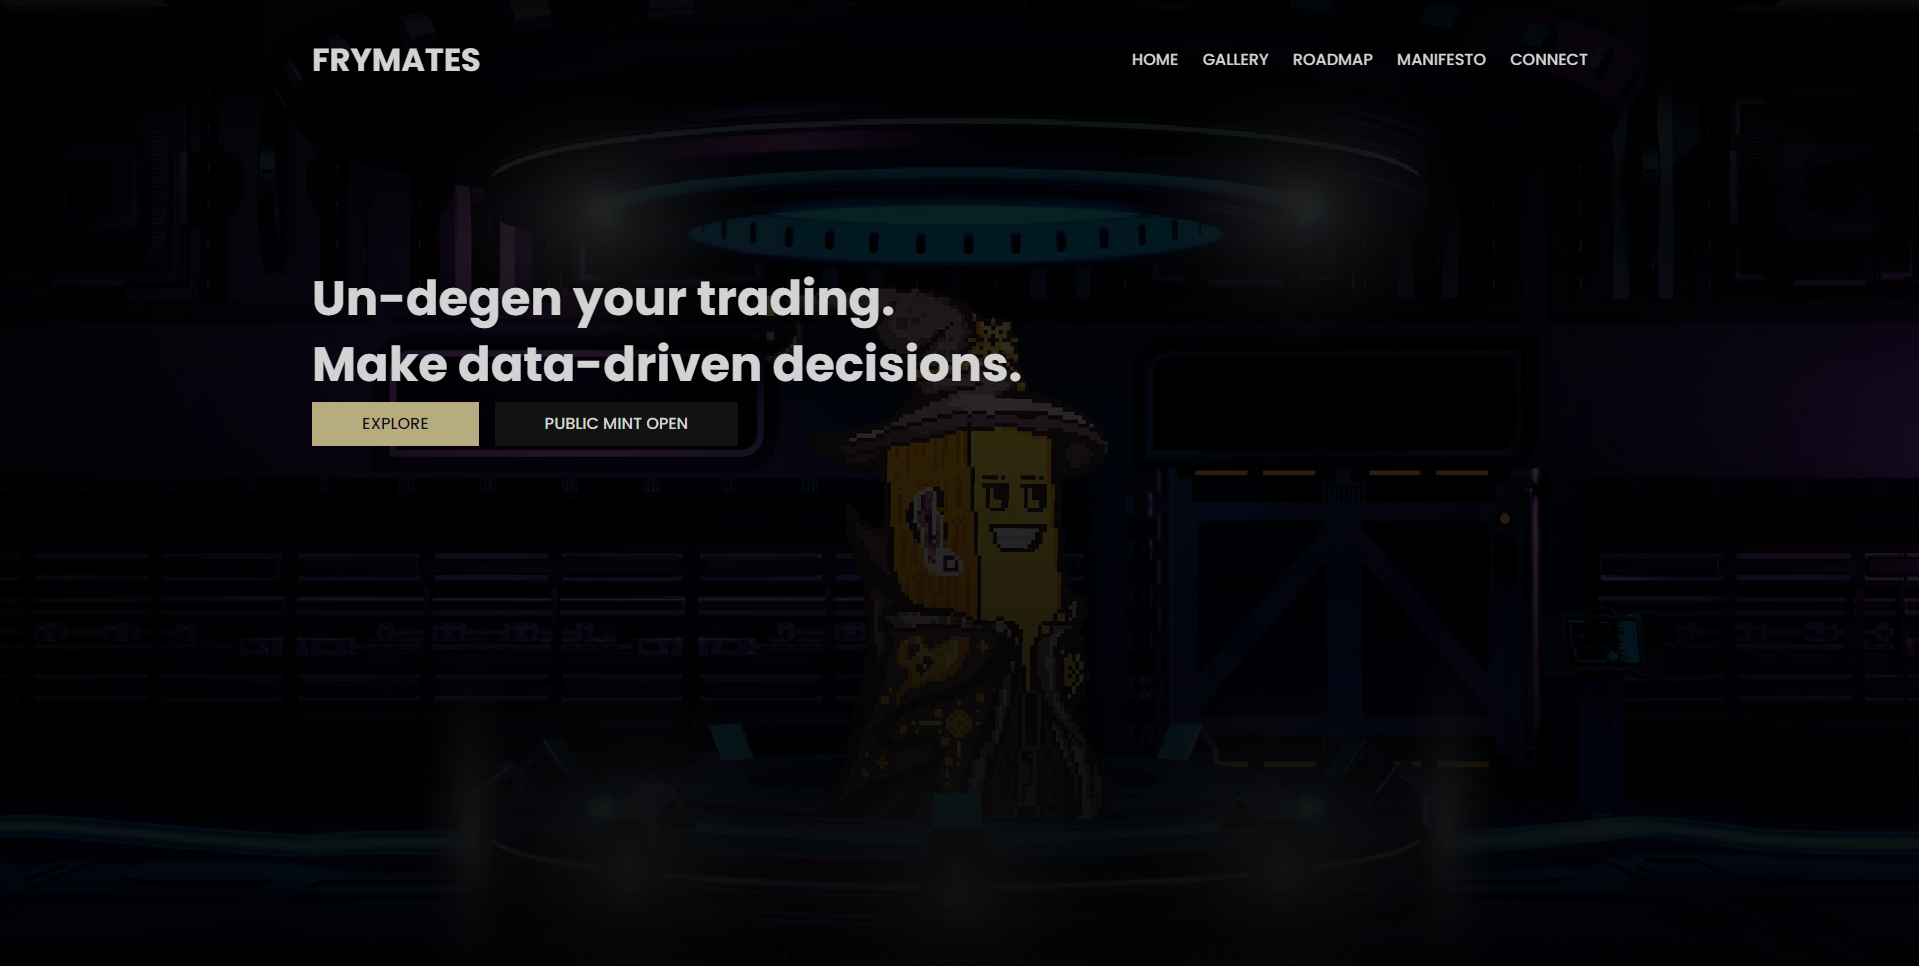 FRYMATES
HOME GALLERY ROADMAP MANIFESTO CONNECT
Un-degen your trading.
Make data-driven decisions.
EXPLORE
PUBLIC MINT OPEN